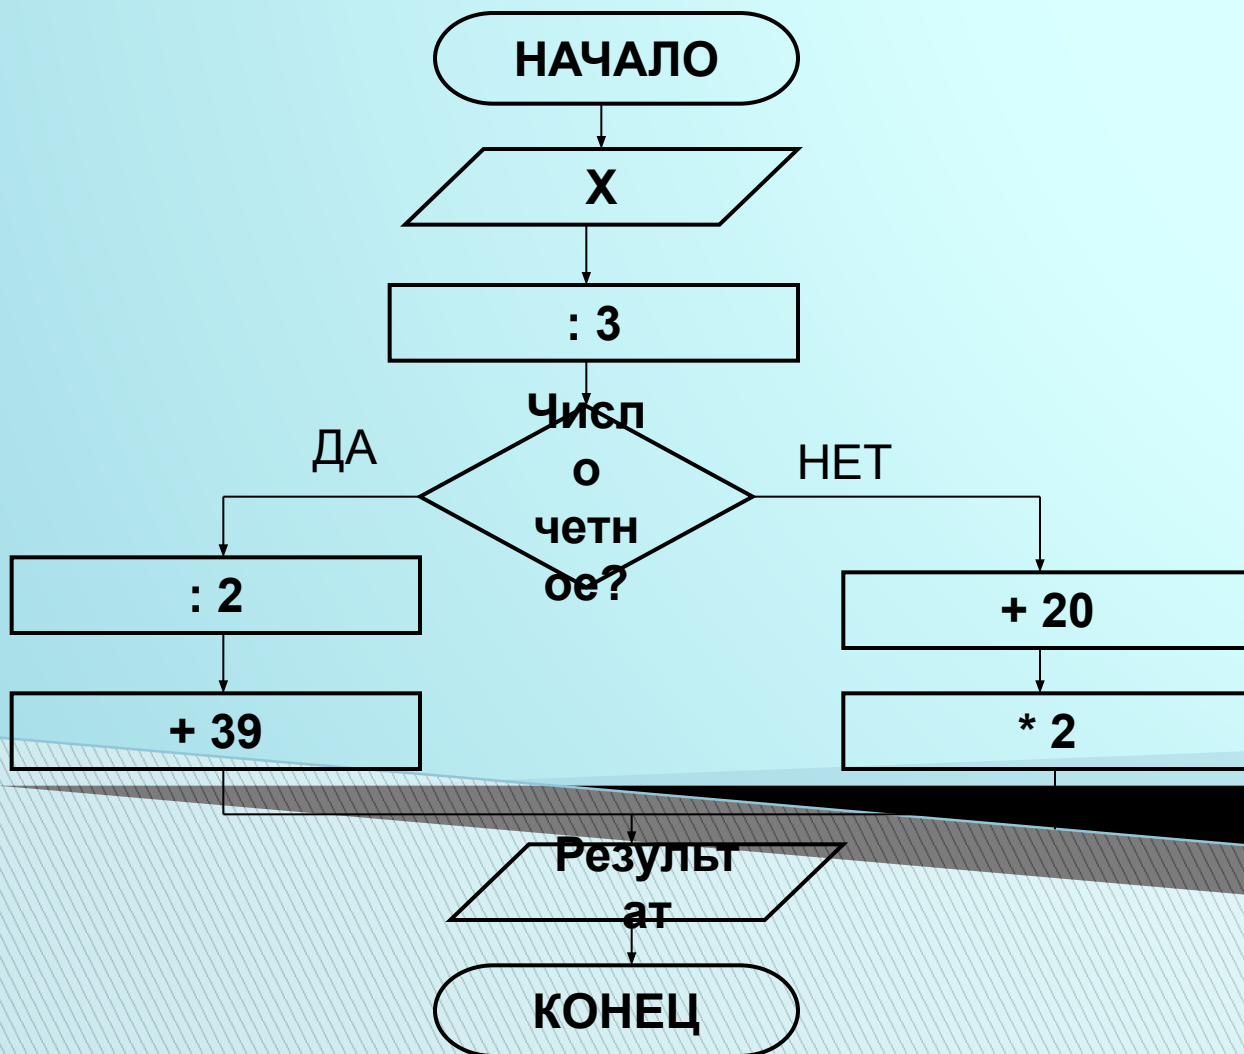 НАЧАЛО
X
: 3
Числ
о
четн
ое?
ДА
НЕТ
: 2
+ 20
+ 39
* 2
Результ
ат
КОНЕЦ